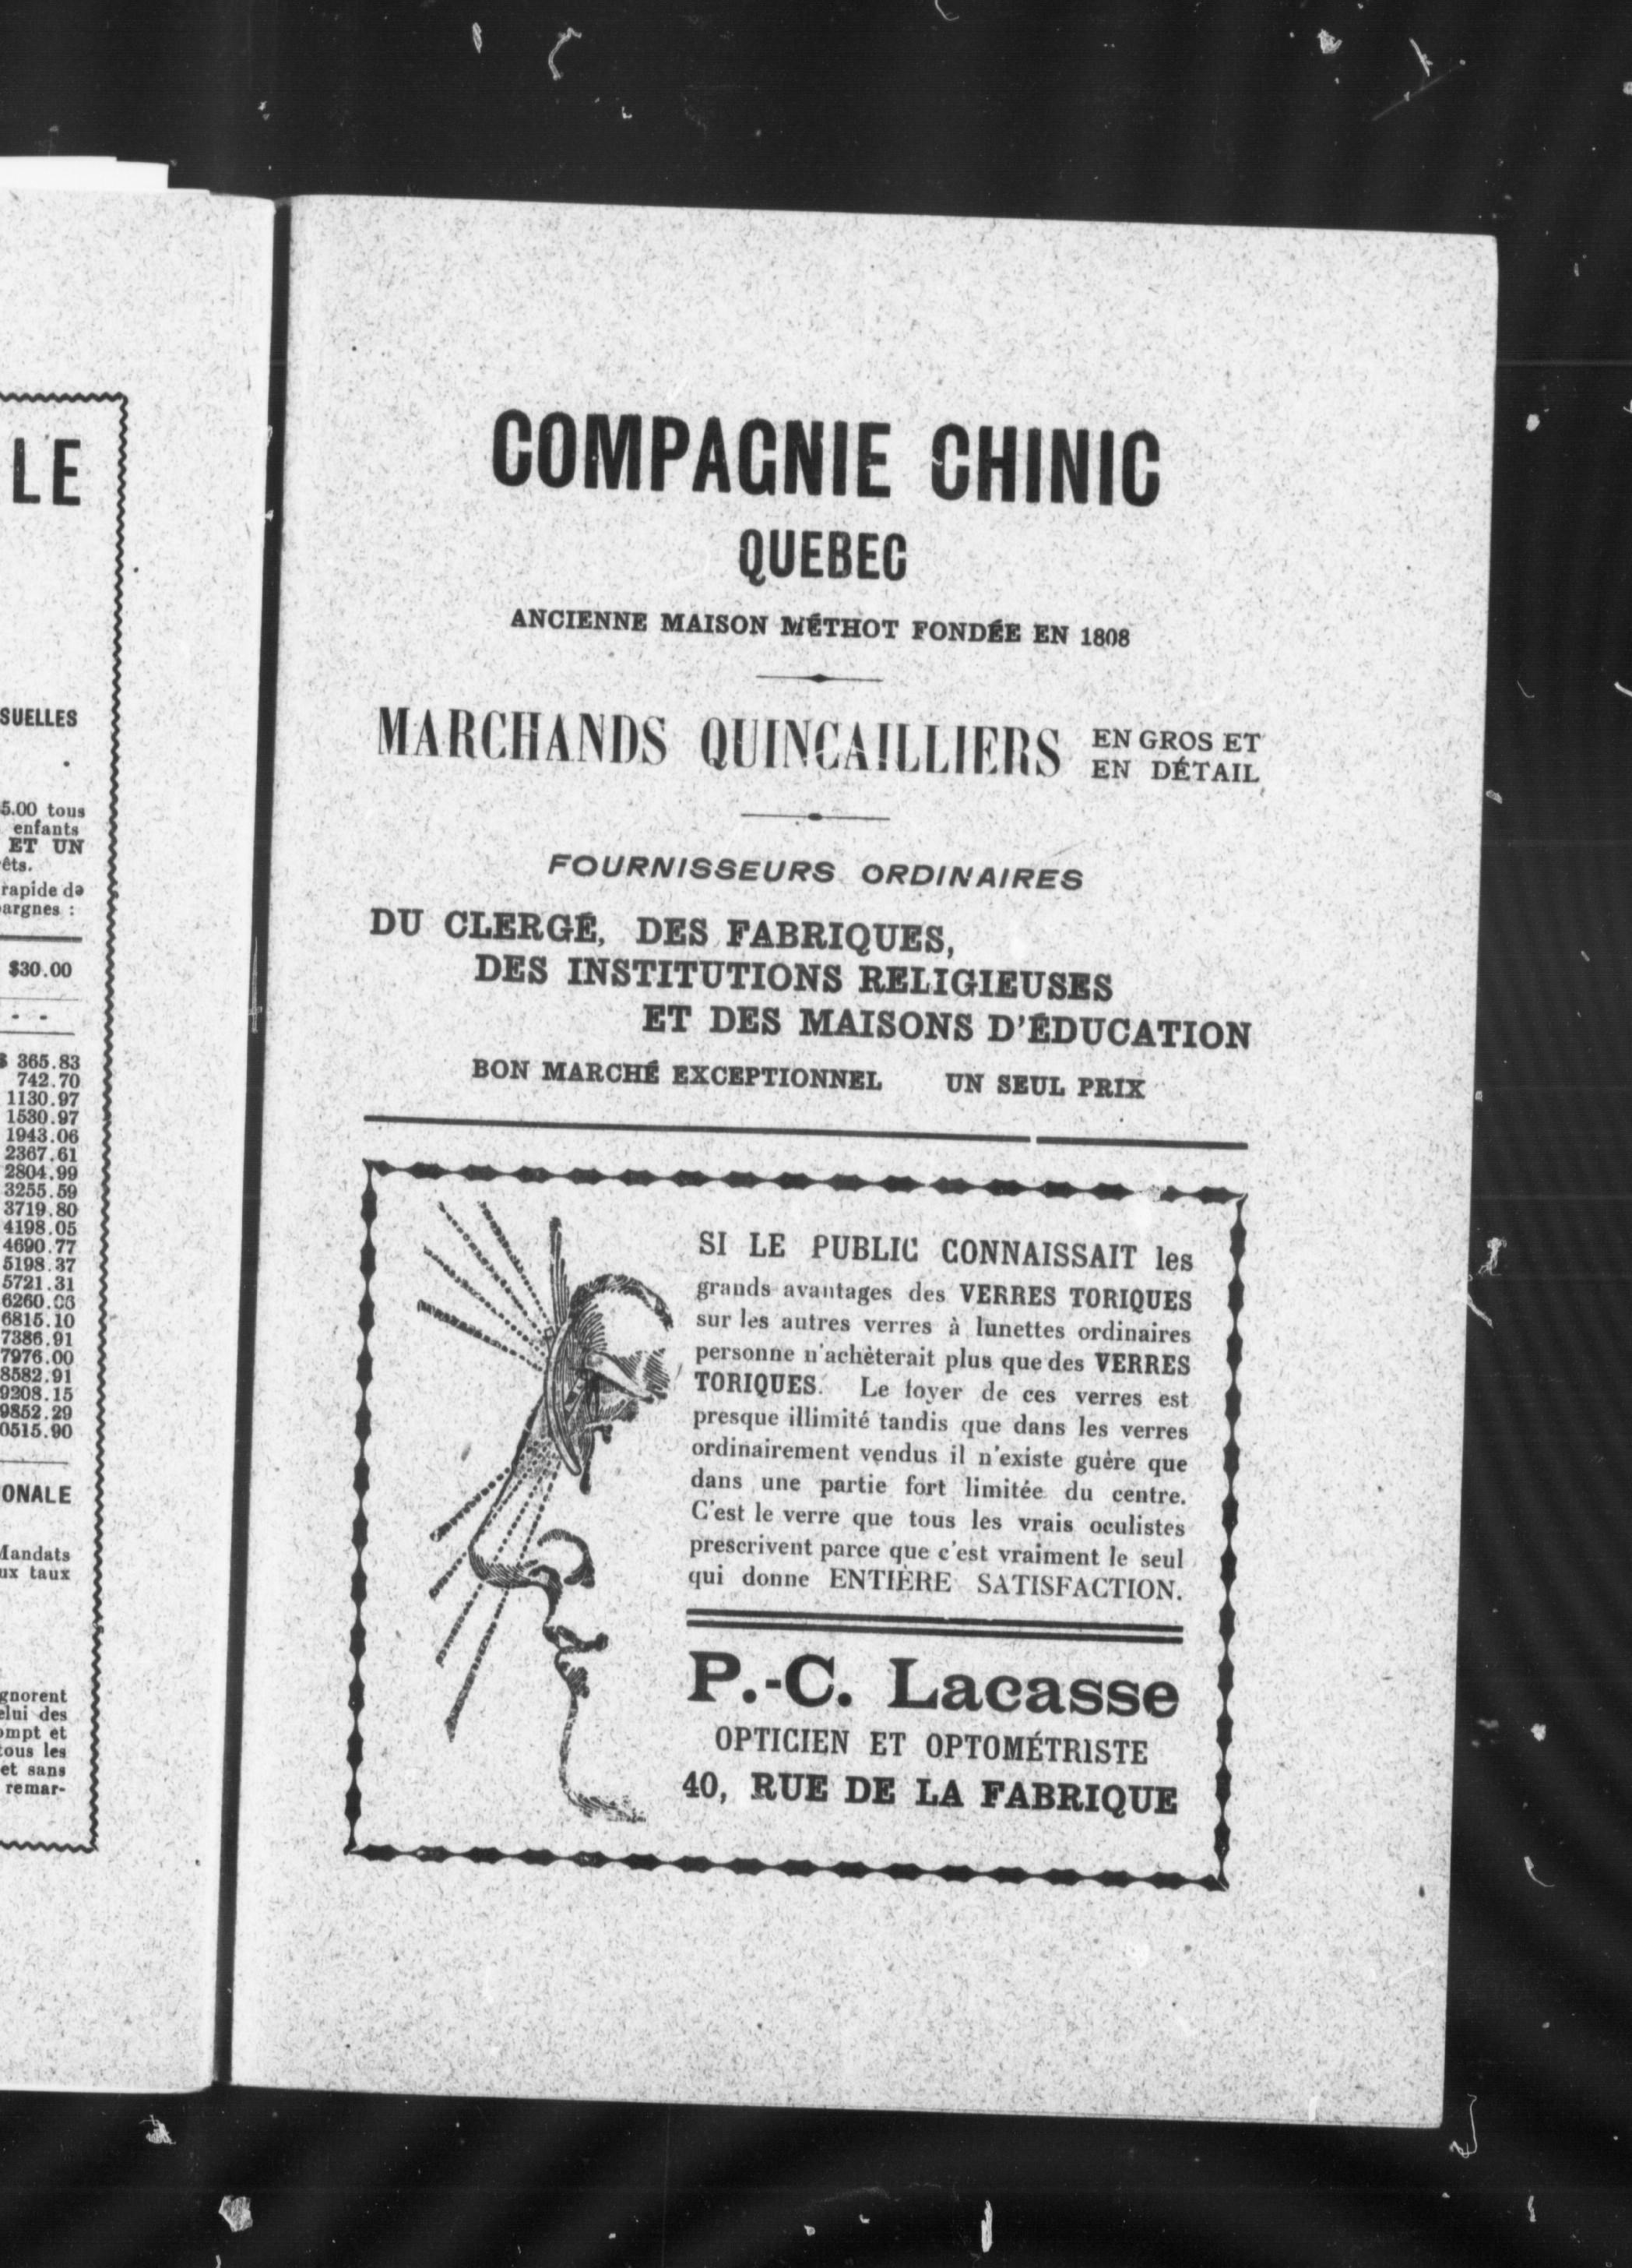 LE
SUELLES
5.00 tous
enfants
ET UN
êts.
rapide de
argnes :
$30.00
- -
$ 365.83
742.70
1130.97
1530.97
1943.06
2367.61
2804.99
3255.59
3719.80
4198.05
4690.77
5198.37
5721.31
6260.06
6815.10
7386.91
7976.00
8582.91
9208.15
9852.29
0515.90
ONALE
Mandats
ux taux
gnorent
elui des
ompt et
tous les
et sans
remar-
COMPAGNIE CHINIC
QUEBEC
ANCIENNE MAISON MÉTHOT FONDÉE EN 1808
MARCHANDS QUINCAILLIERS EN GROS ET
EN DÉTAIL
FOURNISSEURS ORDINAIRES
DU CLERGÉ, DES FABRIQUES,
DES INSTITUTIONS RELIGIEUSES
ET DES MAISONS D'ÉDUCATION
BON MARCHÉ EXCEPTIONNEL UN SEUL PRIX
SI LE PUBLIC CONNAISSAIT les
grands avantages des VERRES TORIQUES
sur les autres verres à lunettes ordinaires
personne n'achèterait plus que des VERRES
TORIQUES. Le foyer de ces verres est
presque illimité tandis que dans les verres
ordinairement vendus il n'existe guère que
dans une partie fort limitée du centre.
C'est le verre que tous les vrais oculistes
prescrivent parce que c'est vraiment le seul
qui donne ENTIÈRE SATISFACTION.
P.-C. Lacasse
OPTICIEN ET OPTOMÉTRISTE
40, RUE DE LA FABRIQUE